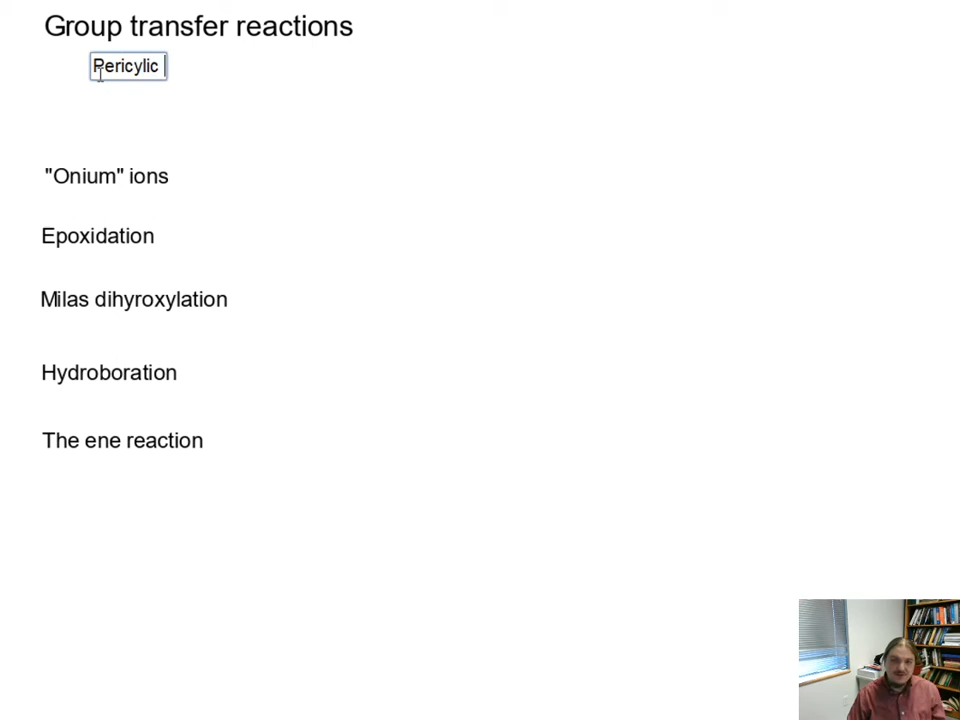 Group transfer reactions
Pericylic
"Onium" ions
Epoxidation
Milas dihyroxylation
Hydroboration
The ene reaction